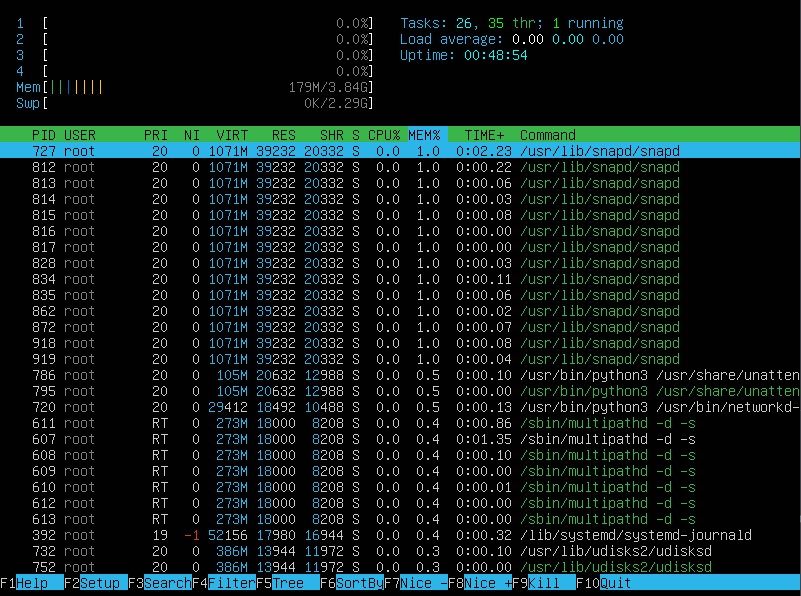 1 [ 0.0%] Tasks: 26, 35 thr; 1 running
2 [ 0.0%] Load average: 0.00 0.00 0.00
3 [ 0.0%] Uptime: 00:48:54
4 [ 0.0%]
Mem[||||||| 179M/3.84G]
Swp[ 0K/2.29G]
PID USER PRI NI VIRT RES SHR S CPU% MEM% TIME+ Command
727 root 20 0 1071M 39232 20332 S 0.0 1.0 0:02.23 /usr/lib/snapd/snapd
812 root 20 0 1071M 39232 20332 S 0.0 1.0 0:00.22 /usr/lib/snapd/snapd
813 root 20 0 1071M 39232 20332 S 0.0 1.0 0:00.06 /usr/lib/snapd/snapd
814 root 20 0 1071M 39232 20332 S 0.0 1.0 0:00.03 /usr/lib/snapd/snapd
815 root 20 0 1071M 39232 20332 S 0.0 1.0 0:00.08 /usr/lib/snapd/snapd
816 root 20 0 1071M 39232 20332 S 0.0 1.0 0:00.00 /usr/lib/snapd/snapd
817 root 20 0 1071M 39232 20332 S 0.0 1.0 0:00.00 /usr/lib/snapd/snapd
828 root 20 0 1071M 39232 20332 S 0.0 1.0 0:00.03 /usr/lib/snapd/snapd
834 root 20 0 1071M 39232 20332 S 0.0 1.0 0:00.11 /usr/lib/snapd/snapd
835 root 20 0 1071M 39232 20332 S 0.0 1.0 0:00.06 /usr/lib/snapd/snapd
862 root 20 0 1071M 39232 20332 S 0.0 1.0 0:00.02 /usr/lib/snapd/snapd
872 root 20 0 1071M 39232 20332 S 0.0 1.0 0:00.07 /usr/lib/snapd/snapd
918 root 20 0 1071M 39232 20332 S 0.0 1.0 0:00.08 /usr/lib/snapd/snapd
919 root 20 0 1071M 39232 20332 S 0.0 1.0 0:00.04 /usr/lib/snapd/snapd
786 root 20 0 105M 20632 12988 S 0.0 0.5 0:00.10 /usr/bin/python3 /usr/share/unatten
795 root 20 0 105M 20632 12988 S 0.0 0.5 0:00.00 /usr/bin/python3 /usr/share/unatten
720 root 20 0 29412 18492 10488 S 0.0 0.5 0:00.13 /usr/bin/python3 /usr/bin/networkd-
611 root RT 0 273M 18000 8208 S 0.0 0.4 0:00.86 /sbin/multipathd -d -s
607 root RT 0 273M 18000 8208 S 0.0 0.4 0:01.35 /sbin/multipathd -d -s
608 root RT 0 273M 18000 8208 S 0.0 0.4 0:00.10 /sbin/multipathd -d -s
609 root RT 0 273M 18000 8208 S 0.0 0.4 0:00.00 /sbin/multipathd -d -s
610 root RT 0 273M 18000 8208 S 0.0 0.4 0:00.01 /sbin/multipathd -d -s
612 root RT 0 273M 18000 8208 S 0.0 0.4 0:00.00 /sbin/multipathd -d -s
613 root RT 0 273M 18000 8208 S 0.0 0.4 0:00.00 /sbin/multipathd -d -s
392 root 19 -1 52156 17980 16944 S 0.0 0.4 0:00.32 /lib/systemd/systemd-journald
732 root 20 0 386M 13944 11972 S 0.0 0.3 0:00.10 /usr/lib/udisks2/udisksd
752 root 20 0 386M 13944 11972 S 0.0 0.3 0:00.00 /usr/lib/udisks2/udisksd
F1Help F2Setup F3SearchF4FilterF5Tree F6SortByF7Nice -F8Nice +F9Kill F10Quit